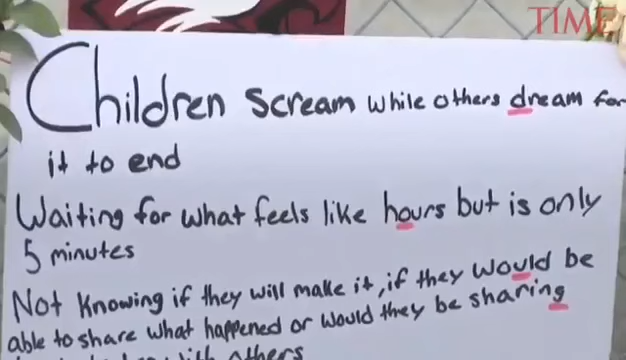 TIME
Children Scream while others dream for
it to end
Waiting for what feels like hours but is only
5 minutes
Not Knowing if they will make it, if they would be
able to share what happened or would they be sharing
with others